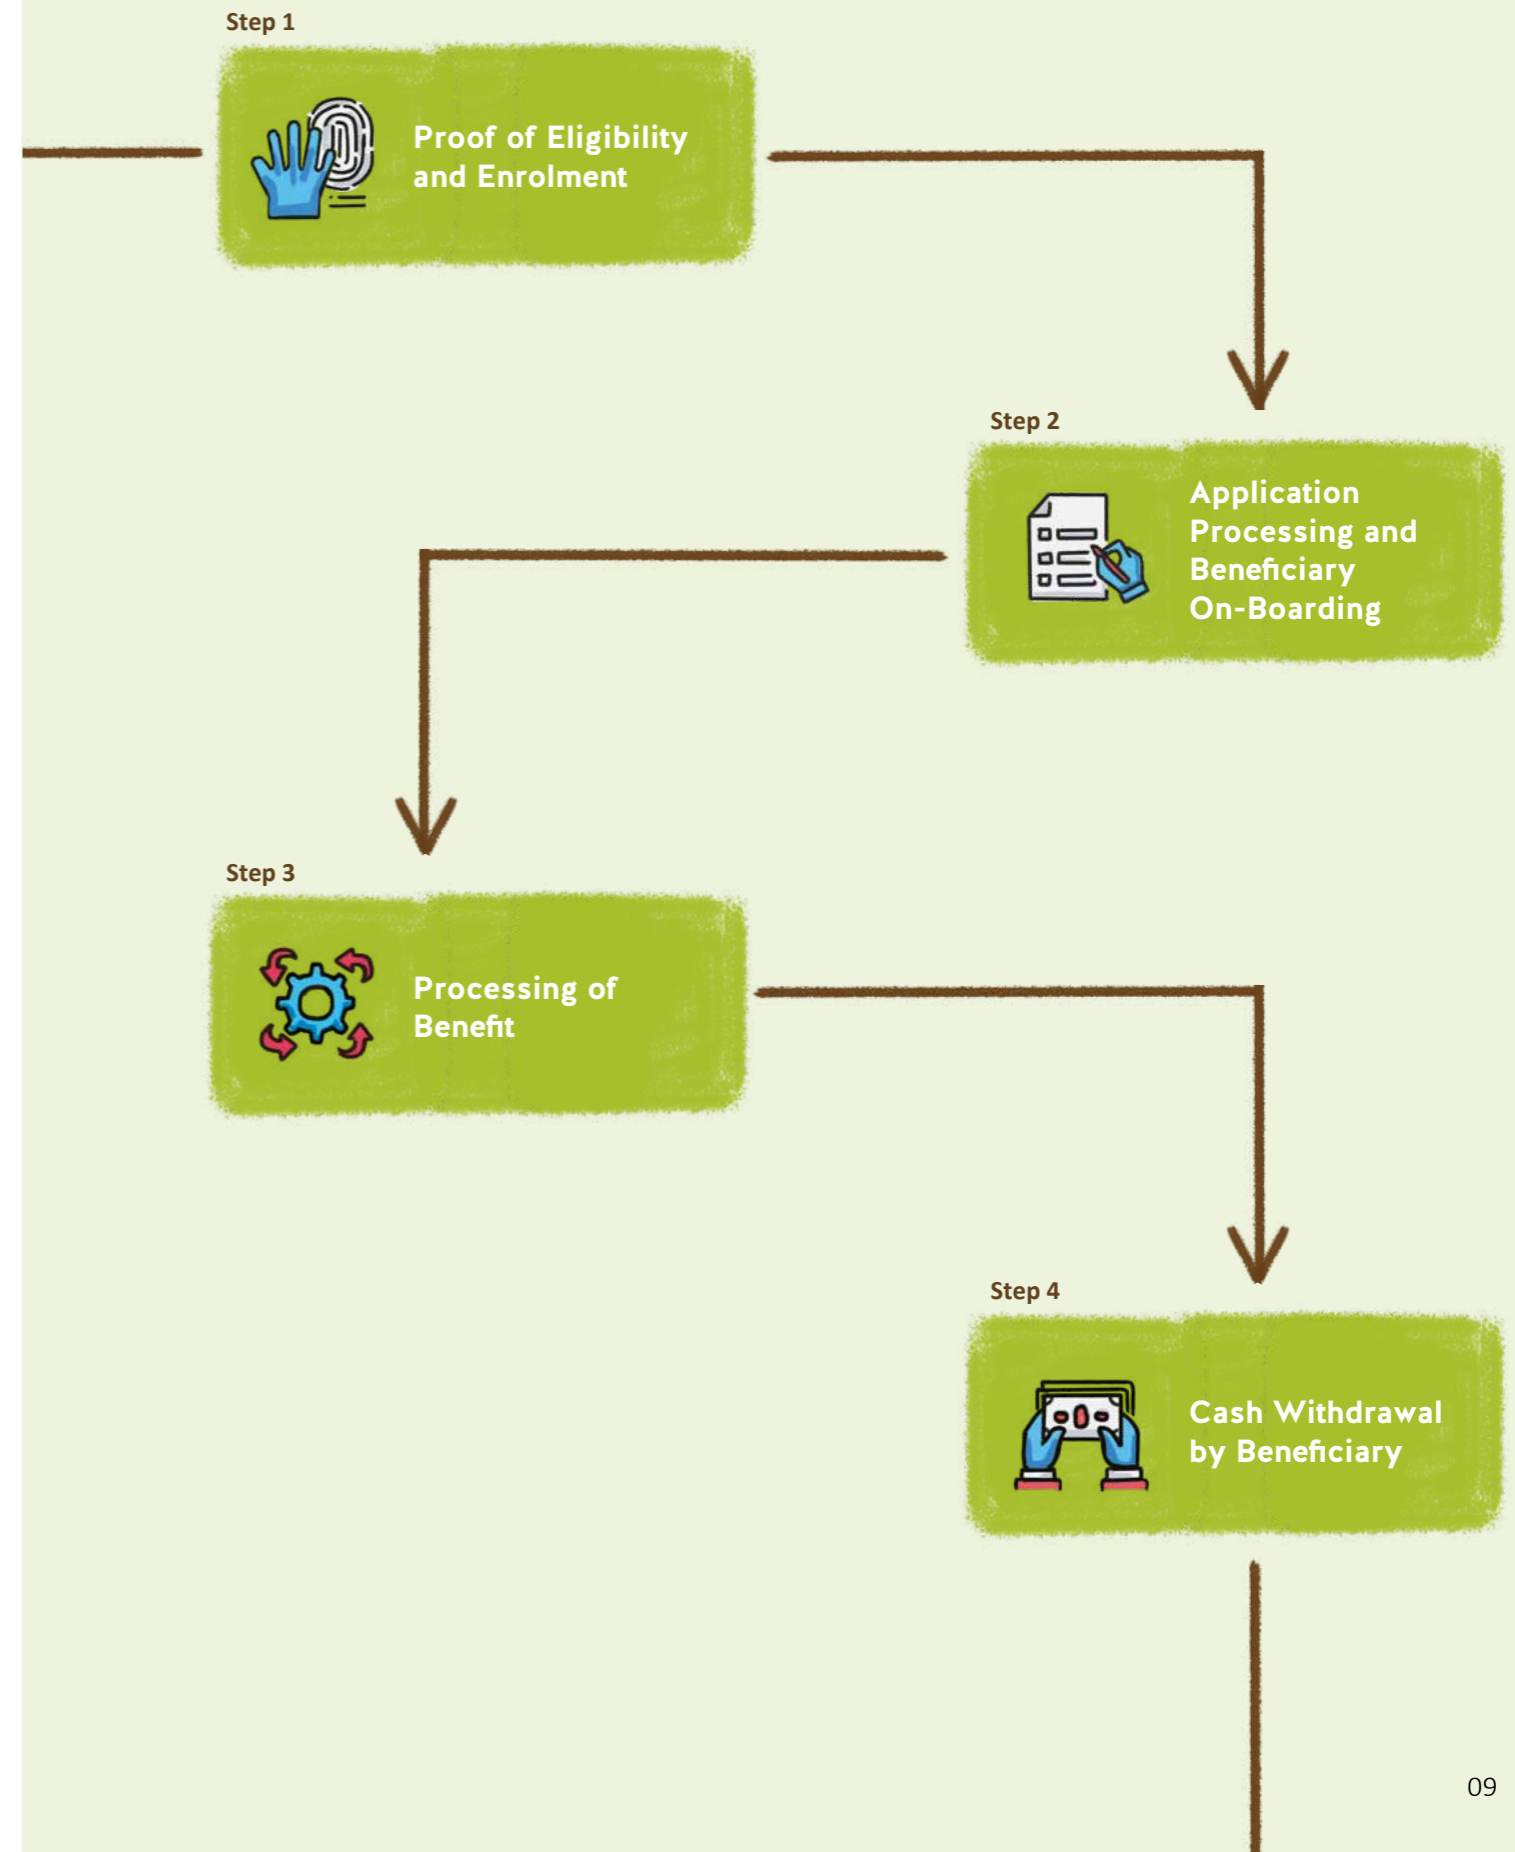 Step 1
Proof of Eligibility
and Enrolment
Step 2
Application
Processing and
Beneficiary
On-Boarding
Step 3
Processing of
Benefit
Step 4
Cash Withdrawal
by Beneficiary
09